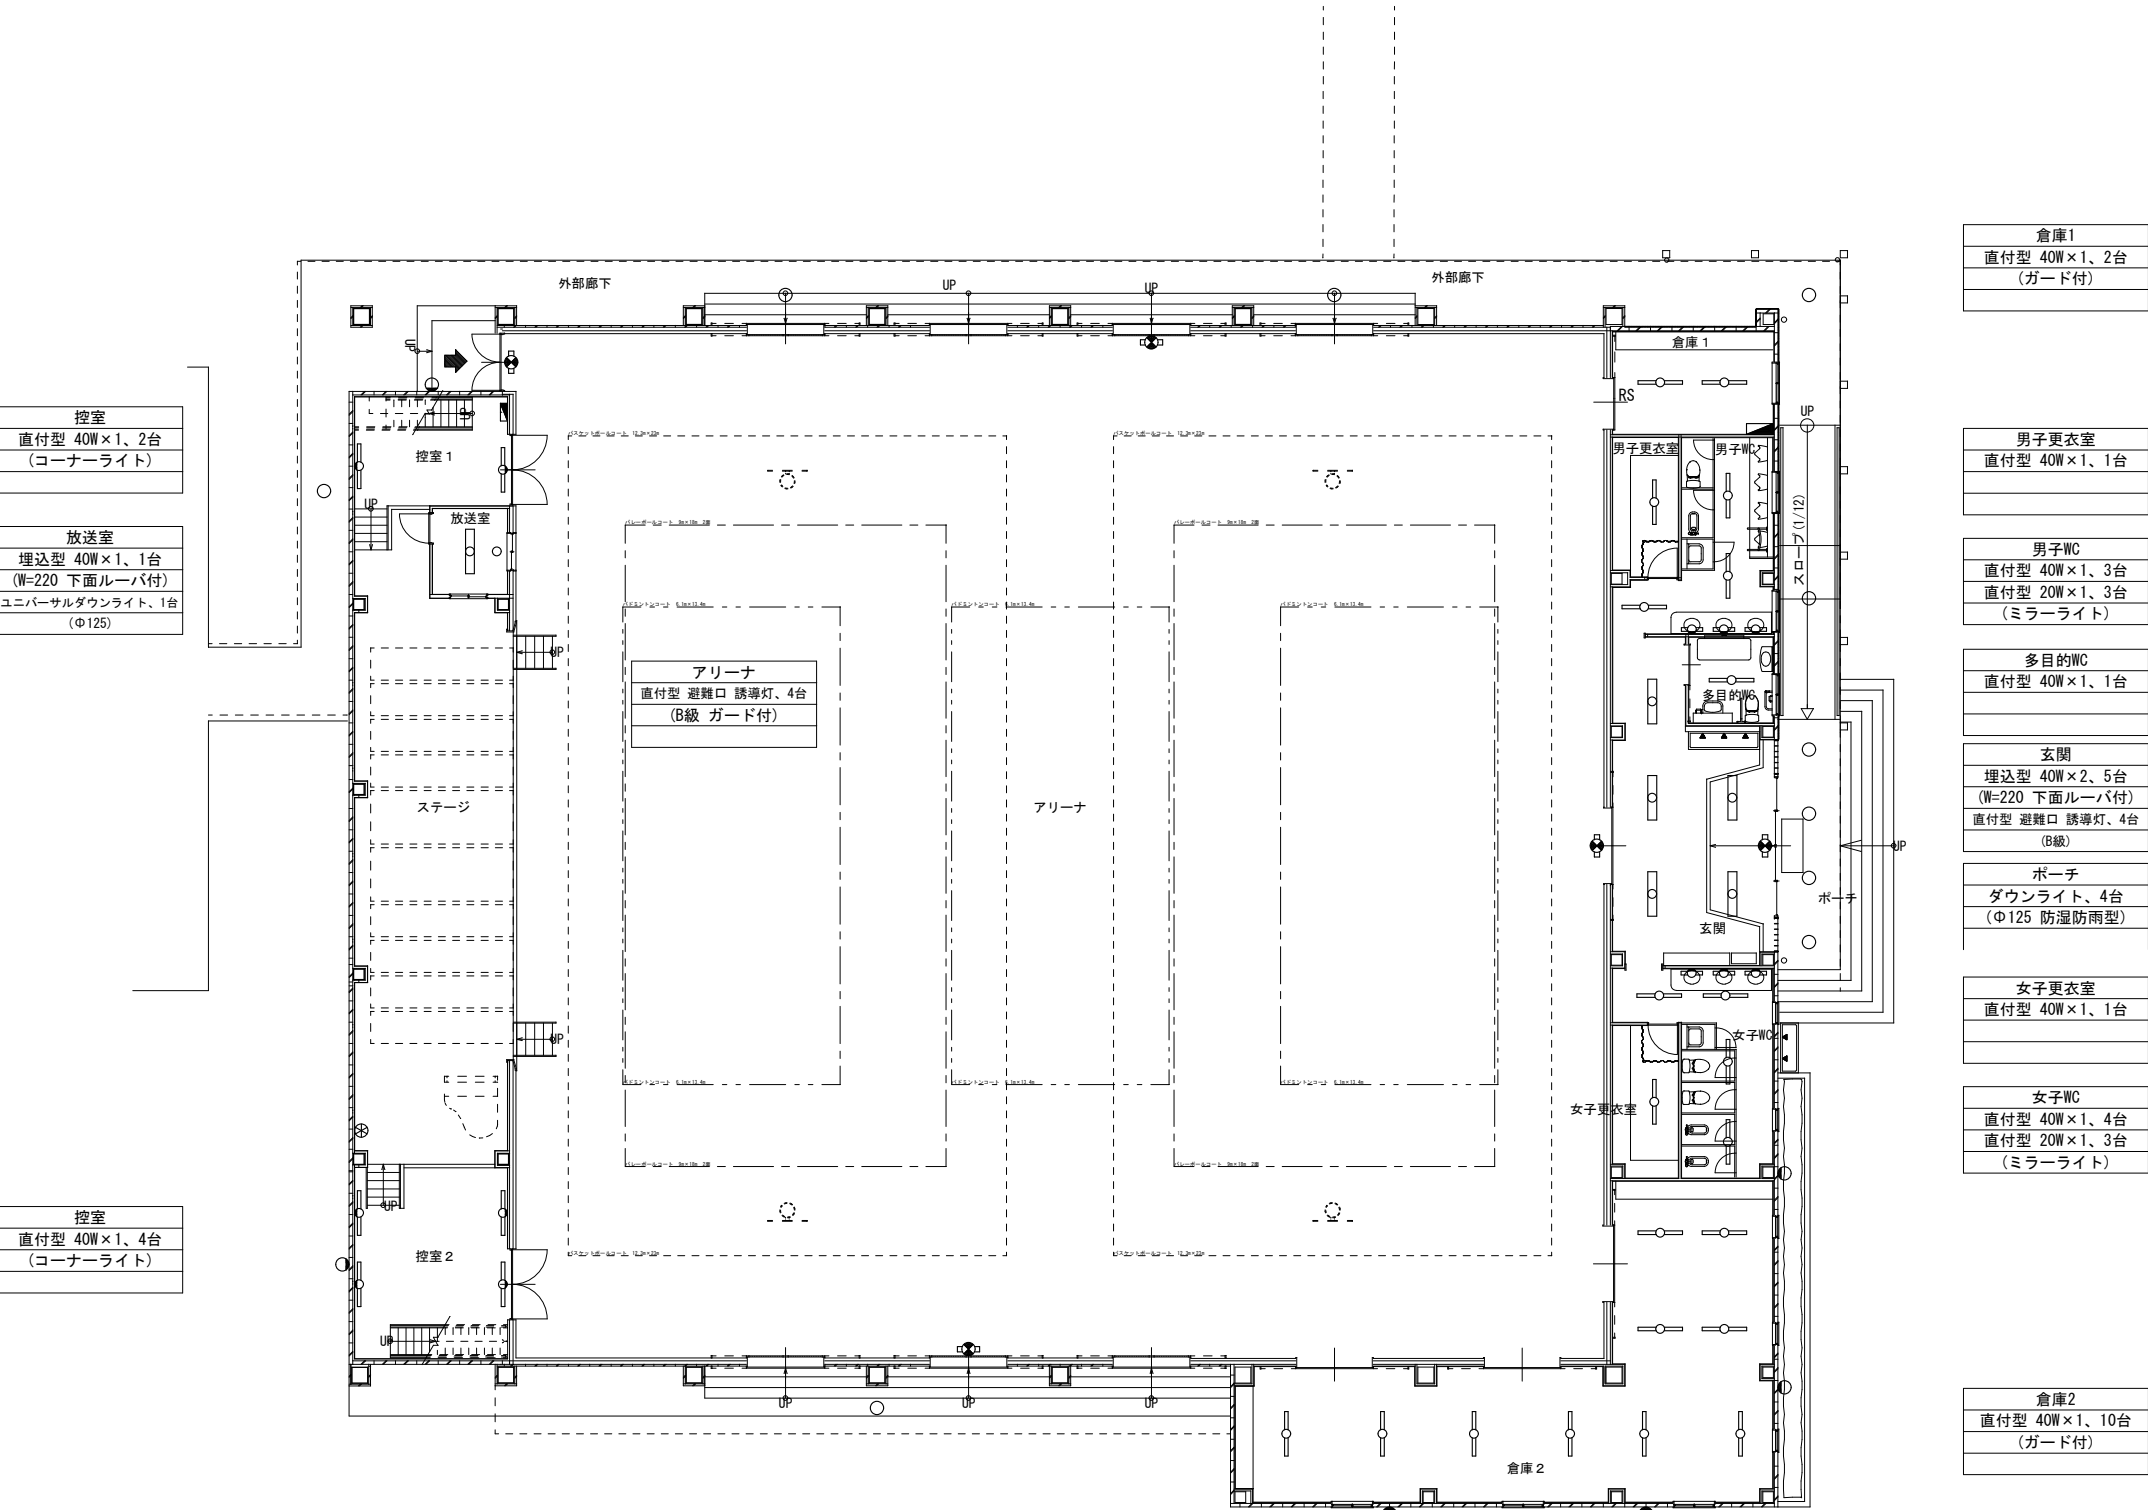 倉庫1
直付型 40W×1、2台
(ガード付)
外部廊下
UP
UP
外部廊下
倉庫１
UP
RS
控室
直付型 40W×1、2台
(コーナーライト)
UP
控室１
UP
男子更衣室
男子WC
スロープ(1/12)
男子更衣室
直付型 40W×1、1台
放送室
UP
放送室
埋込型 40W×1、1台
(W=220 下面ルーバ付)
ユニバーサルダウンライト、1台
(Φ125)
男子WC
直付型 40W×1、3台
直付型 20W×1、3台
(ミラーライト)
UP
アリーナ
直付型 避難口 誘導灯、4台
(B級 ガード付)
多目的WC
多目的WC
直付型 40W×1、1台
ステージ
アリーナ
玄関
埋込型 40W×2、5台
(W=220 下面ルーバ付)
直付型 避難口 誘導灯、4台
(B級)
UP
ポーチ
玄関
ポーチ
ダウンライト、4台
(Φ125 防湿防雨型)
UP
女子WC
女子更衣室
女子更衣室
直付型 40W×1、1台
女子WC
直付型 40W×1、4台
直付型 20W×1、3台
(ミラーライト)
控室
直付型 40W×1、4台
(コーナーライト)
UP
控室２
UP
UP
UP
UP
倉庫２
倉庫2
直付型 40W×1、10台
(ガード付)